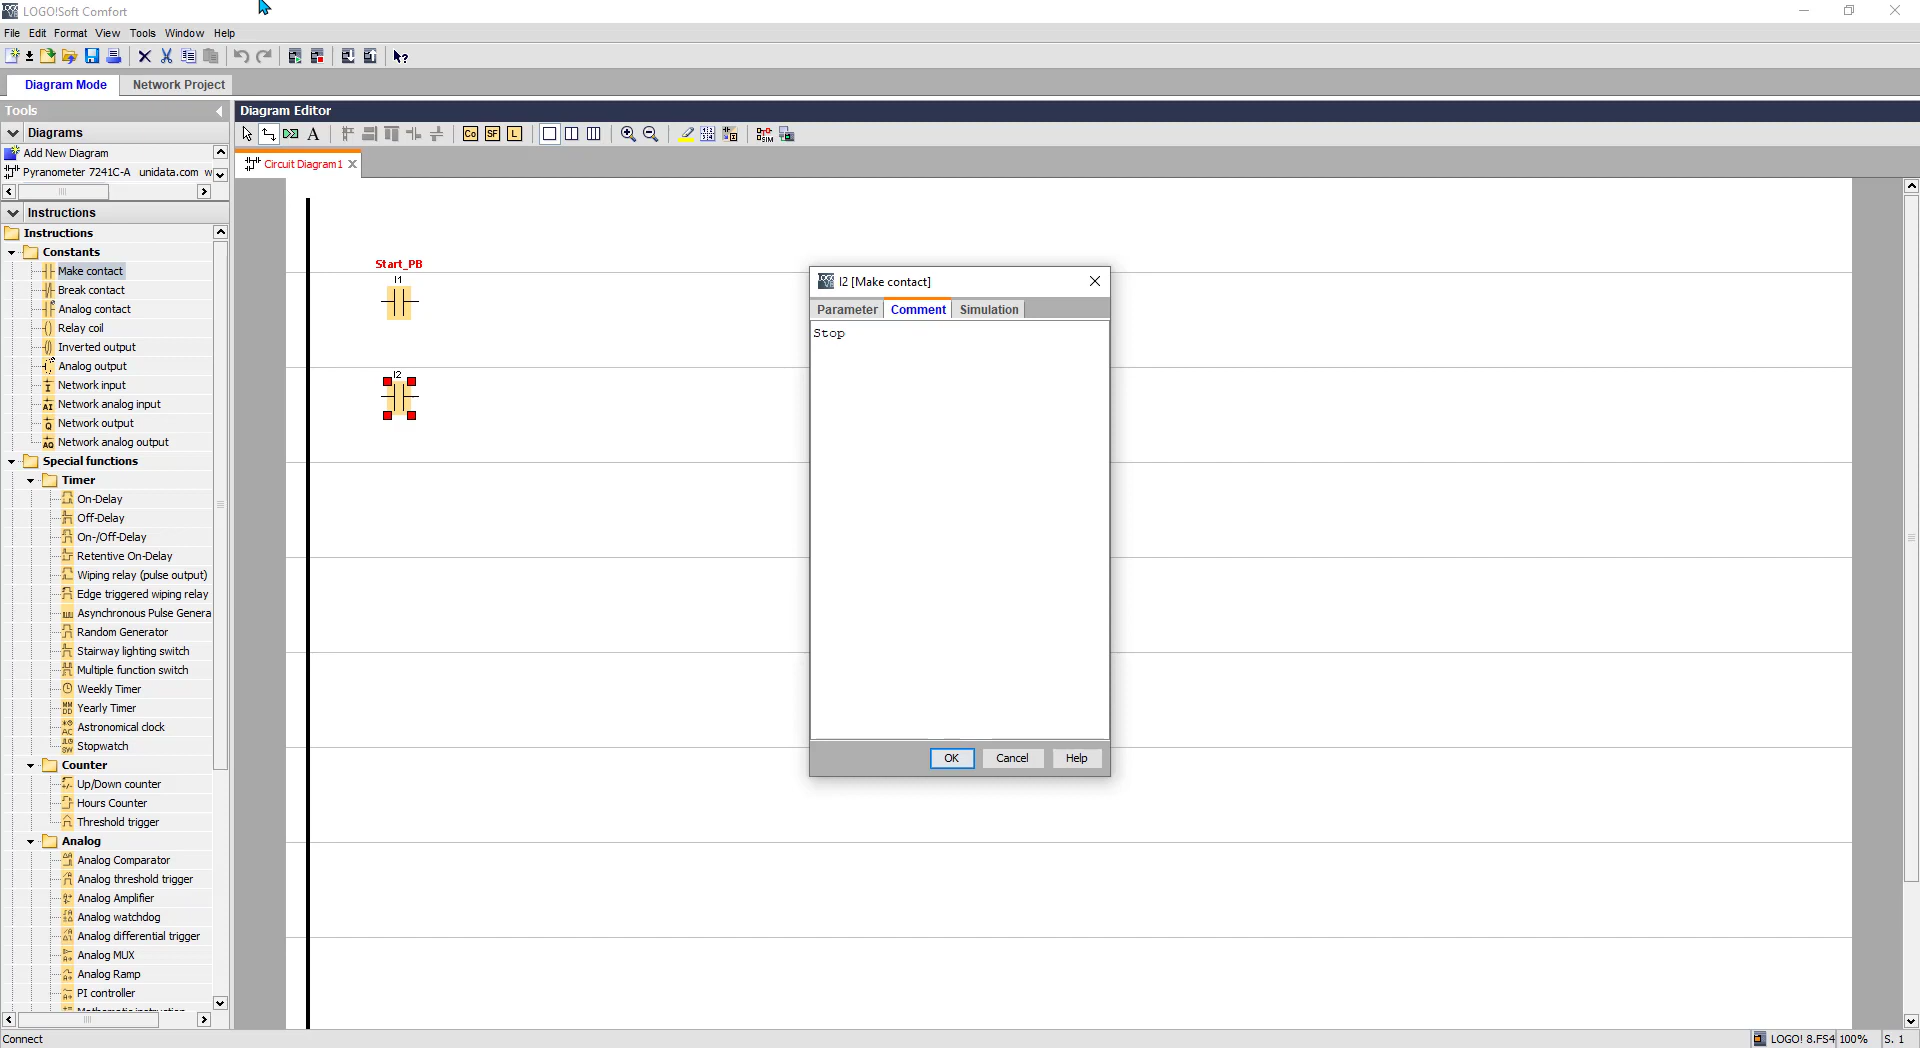 LOGO!Soft Comfort
File Edit Format View Tools Window Help
Diagram Mode Network Project
Tools
Diagrams
Add New Diagram
Pyranometer 7241C-A unidata.com w
Instructions
Instructions
Constants
Make contact
Break contact
Analog contact
Relay coil
Inverted output
Analog output
Network input
Network analog input
Network output
Network analog output
Special functions
Timer
On-Delay
Off-Delay
On-/Off-Delay
Retentive On-Delay
Wiping relay (pulse output)
Edge triggered wiping relay
Asynchronous Pulse Genera
Random Generator
Stairway lighting switch
Multiple function switch
Weekly Timer
Yearly Timer
Astronomical clock
Stopwatch
Counter
Up/Down counter
Hours Counter
Threshold trigger
Analog
Analog Comparator
Analog threshold trigger
Analog Amplifier
Analog watchdog
Analog differential trigger
Analog MUX
Analog Ramp
PI controller
Diagram Editor
A Co SF L SIM
Circuit Diagram1
Start_PB
I1
I2
I2 [Make contact]
Parameter Comment Simulation
Stop
OK Cancel Help
Connect
LOGO! 8.FS4 100% S. 1